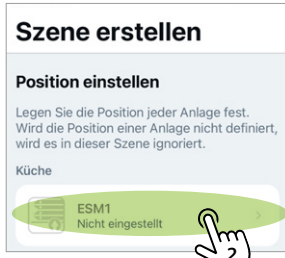 Szene erstellen
Position einstellen
Legen Sie die Position jeder Anlage fest.
Wird die Position einer Anlage nicht definiert,
wird es in dieser Szene ignoriert.
Küche
ESM1
Nicht eingestellt
2